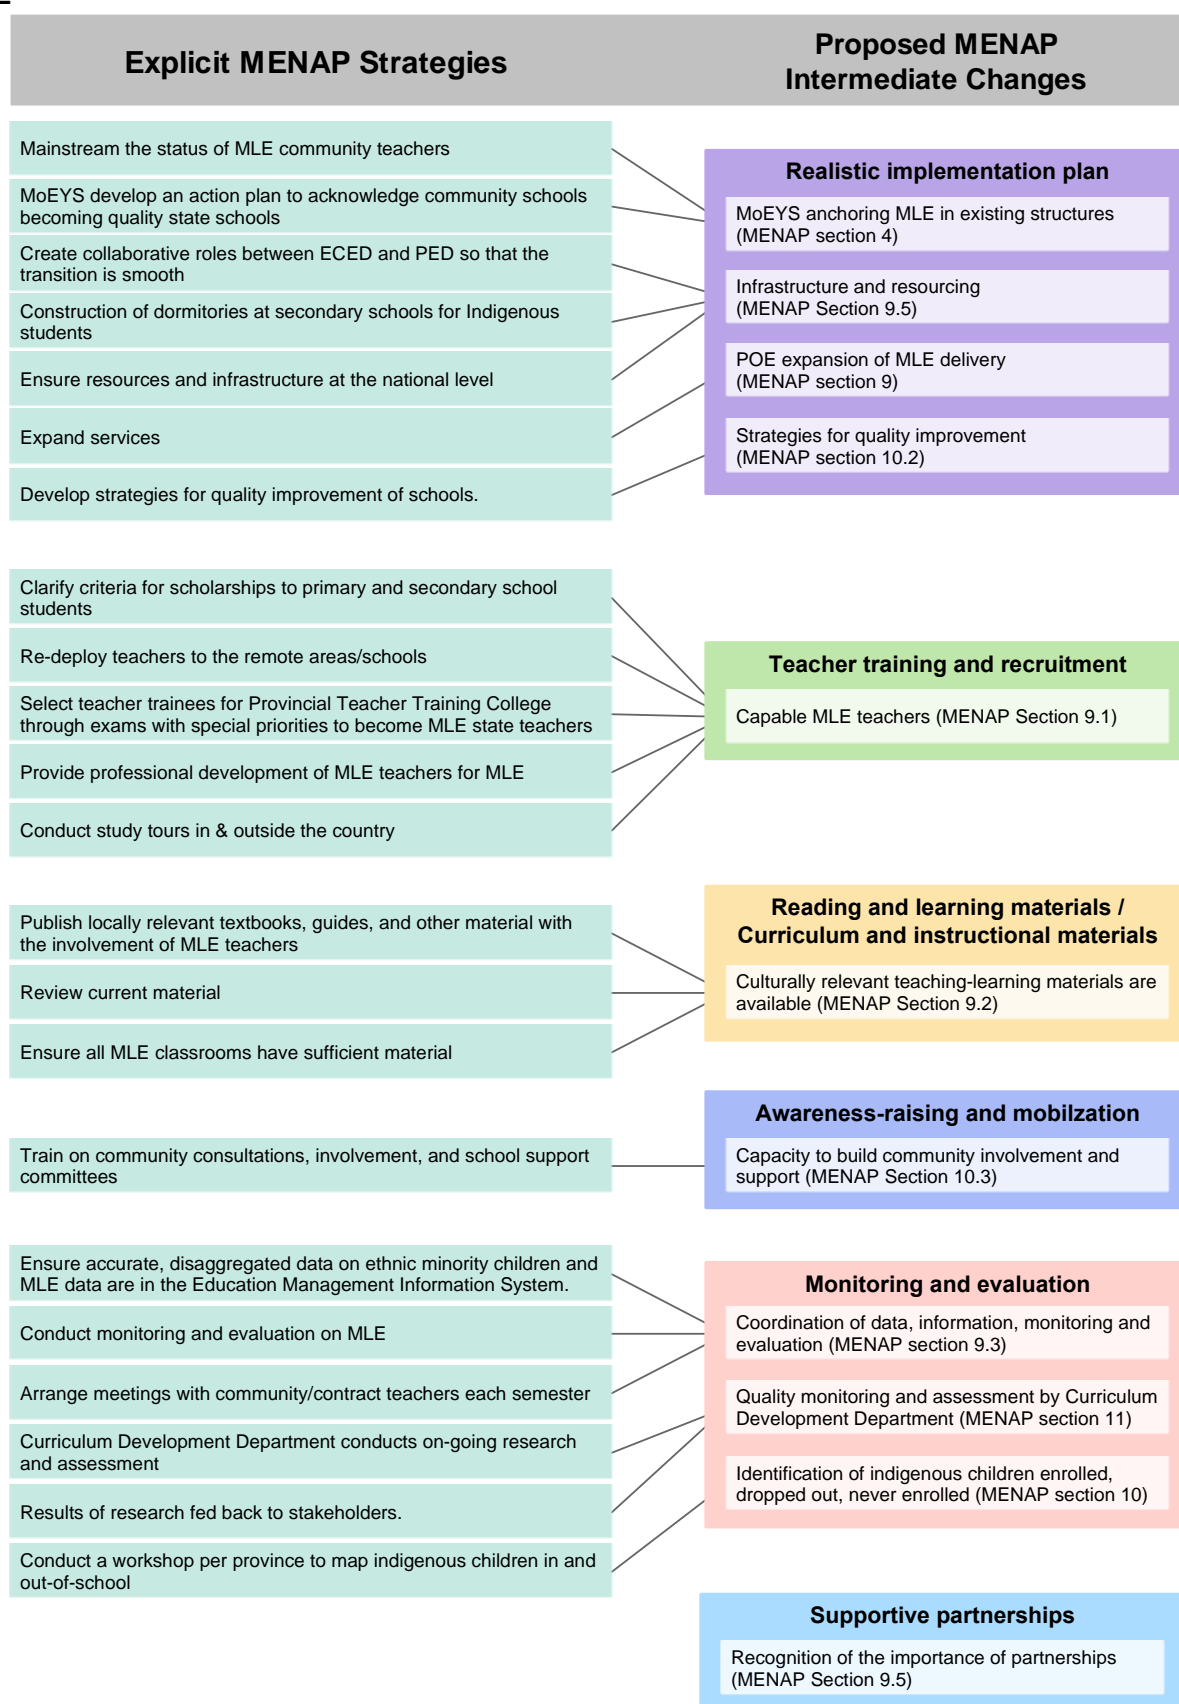 Explicit MENAP Strategies
Proposed MENAP
Intermediate Changes
Mainstream the status of MLE community teachers
MoEYS develop an action plan to acknowledge community schools
becoming quality state schools
Create collaborative roles between ECED and PED so that the
transition is smooth
Construction of dormitories at secondary schools for Indigenous
students
Ensure resources and infrastructure at the national level
Expand services
Develop strategies for quality improvement of schools.
Realistic implementation plan
MoEYS anchoring MLE in existing structures
(MENAP section 4)
Infrastructure and resourcing
(MENAP Section 9.5)
POE expansion of MLE delivery
(MENAP section 9)
Strategies for quality improvement
(MENAP section 10.2)
Clarify criteria for scholarships to primary and secondary school
students
Re-deploy teachers to the remote areas/schools
Select teacher trainees for Provincial Teacher Training College
through exams with special priorities to become MLE state teachers
Provide professional development of MLE teachers for MLE
Conduct study tours in & outside the country
Teacher training and recruitment
Capable MLE teachers (MENAP Section 9.1)
Publish locally relevant textbooks, guides, and other material with
the involvement of MLE teachers
Review current material
Ensure all MLE classrooms have sufficient material
Reading and learning materials /
Curriculum and instructional materials
Culturally relevant teaching-learning materials are
available (MENAP Section 9.2)
Train on community consultations, involvement, and school support
committees
Awareness-raising and mobilzation
Capacity to build community involvement and
support (MENAP Section 10.3)
Ensure accurate, disaggregated data on ethnic minority children and
MLE data are in the Education Management Information System.
Conduct monitoring and evaluation on MLE
Arrange meetings with community/contract teachers each semester
Curriculum Development Department conducts on-going research
and assessment
Results of research fed back to stakeholders.
Conduct a workshop per province to map indigenous children in and
out-of-school
Monitoring and evaluation
Coordination of data, information, monitoring and
evaluation (MENAP section 9.3)
Quality monitoring and assessment by Curriculum
Development Department (MENAP section 11)
Identification of indigenous children enrolled,
dropped out, never enrolled (MENAP section 10)
Supportive partnerships
Recognition of the importance of partnerships
(MENAP Section 9.5)